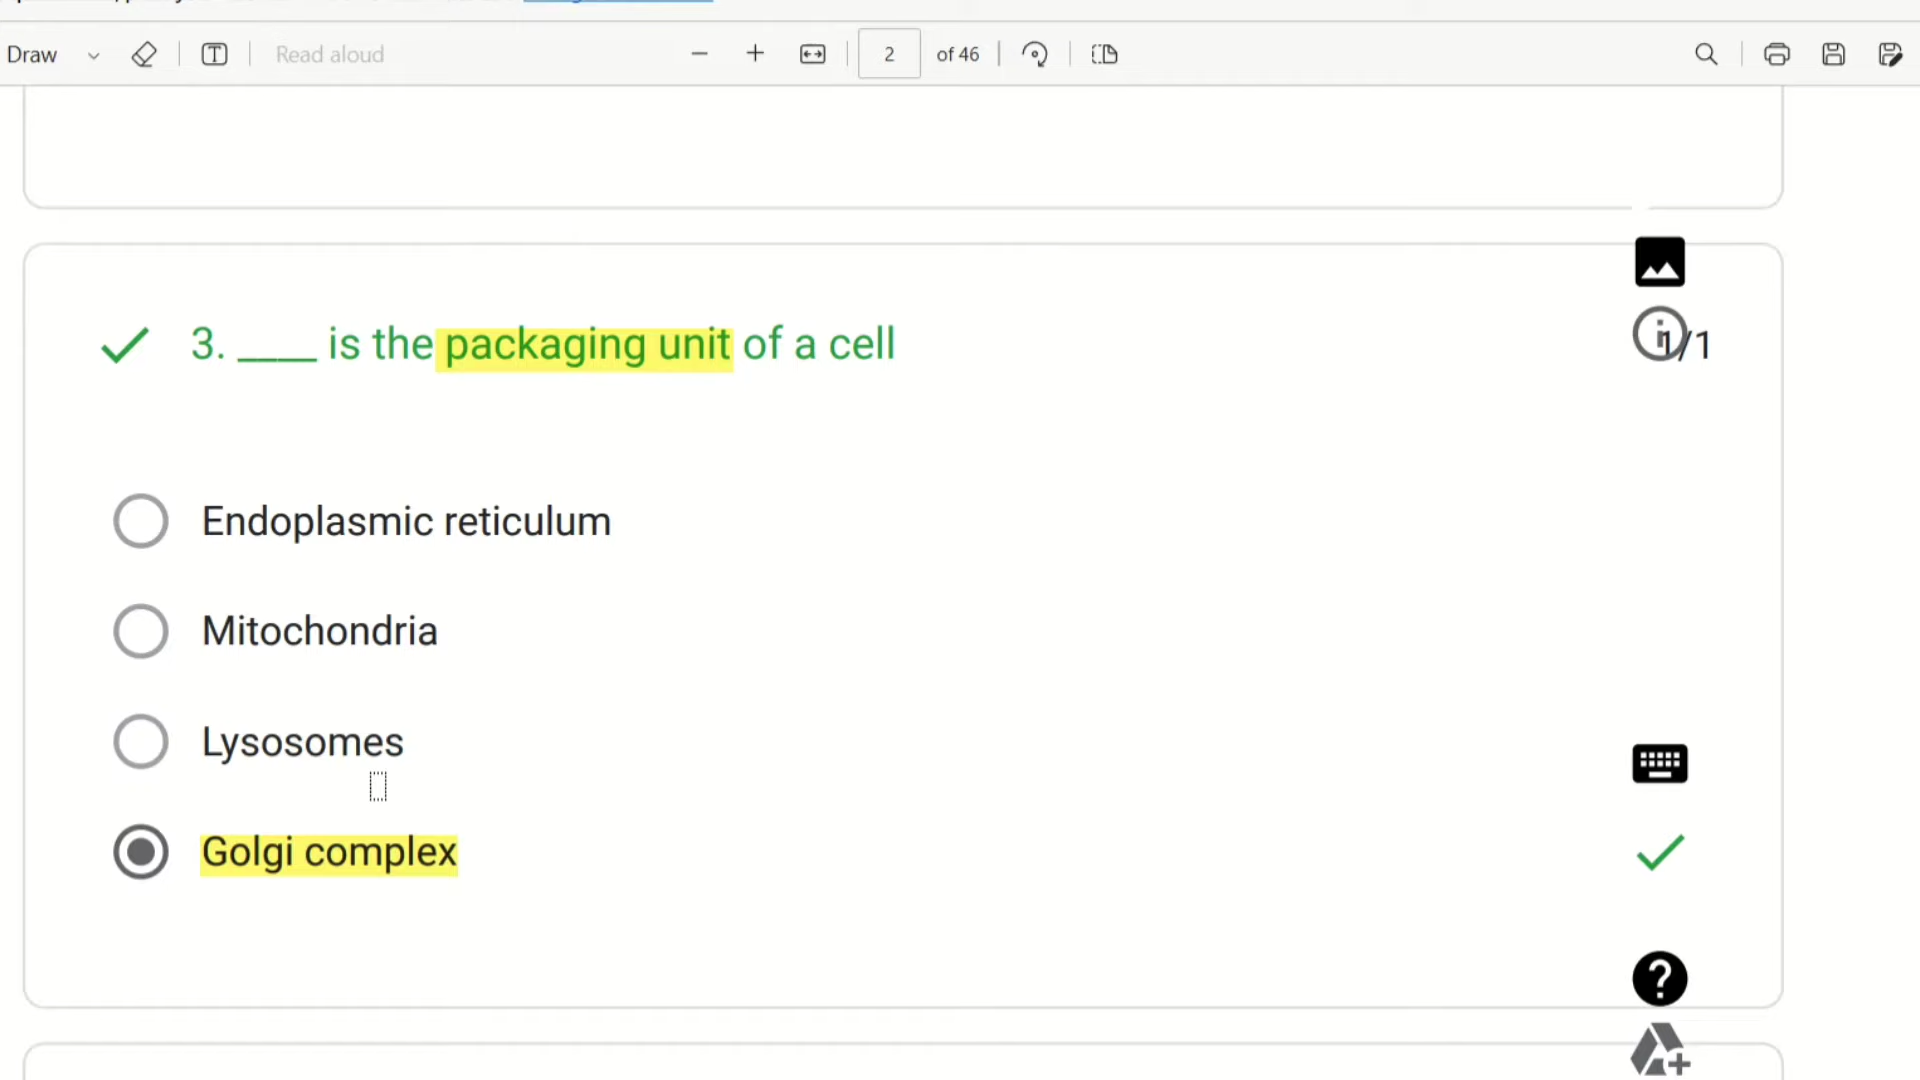 Draw
Read aloud
2 of 46
3. ____ is the packaging unit of a cell
1/1
Endoplasmic reticulum
Mitochondria
Lysosomes
Golgi complex